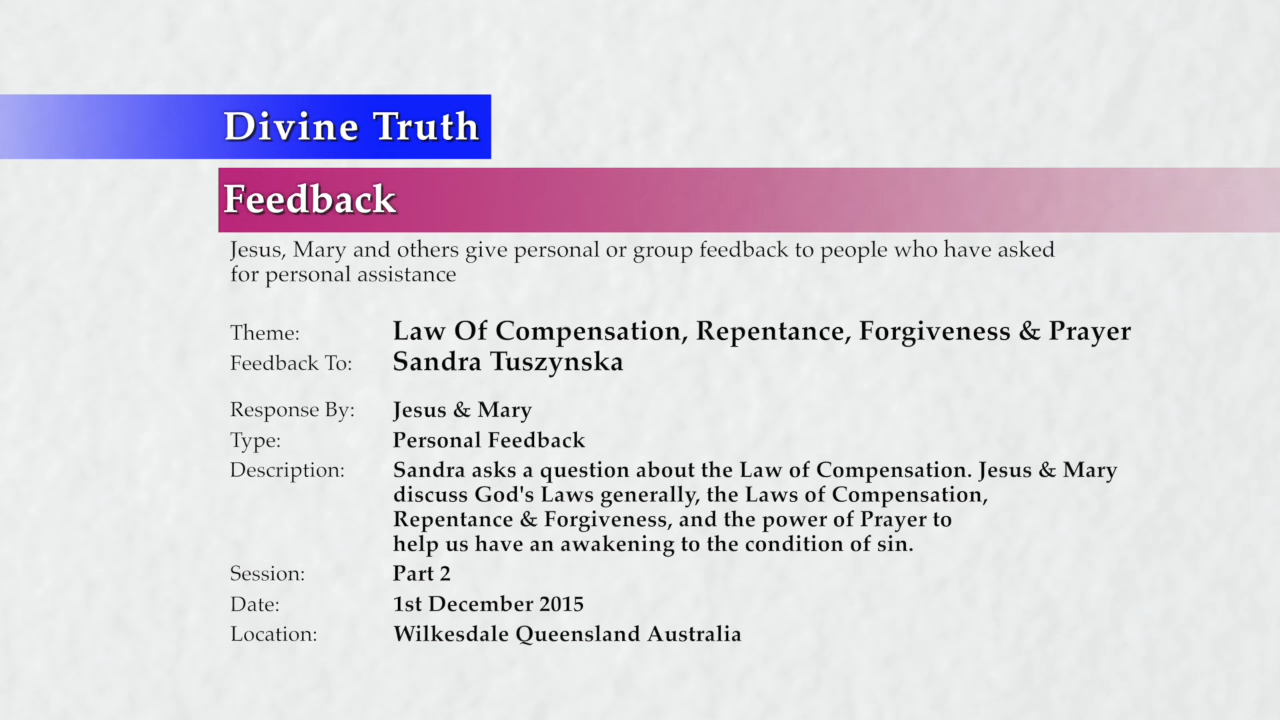 Divine Truth
Feedback
Jesus, Mary and others give personal or group feedback to people who have asked
for personal assistance
Theme: Law Of Compensation, Repentance, Forgiveness & Prayer
Feedback To: Sandra Tuszynska
Response By: Jesus & Mary
Type: Personal Feedback
Description: Sandra asks a question about the Law of Compensation. Jesus & Mary
discuss God's Laws generally, the Laws of Compensation,
Repentance & Forgiveness, and the power of Prayer to
help us have an awakening to the condition of sin.
Session: Part 2
Date: 1st December 2015
Location: Wilkesdale Queensland Australia